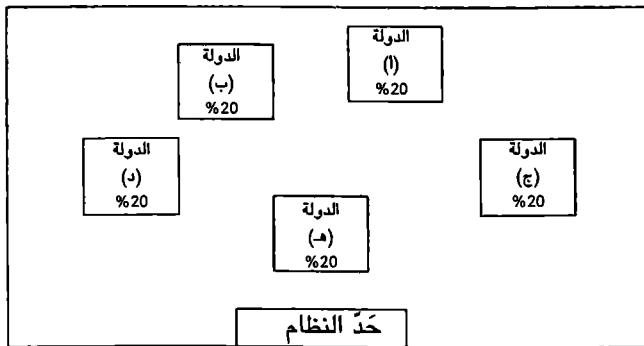 الدولة
(أ)
%20
الدولة
(ب)
%20
الدولة
(ج)
%20
الدولة
(د)
%20
الدولة
(هـ)
%20
حَدّ النظام